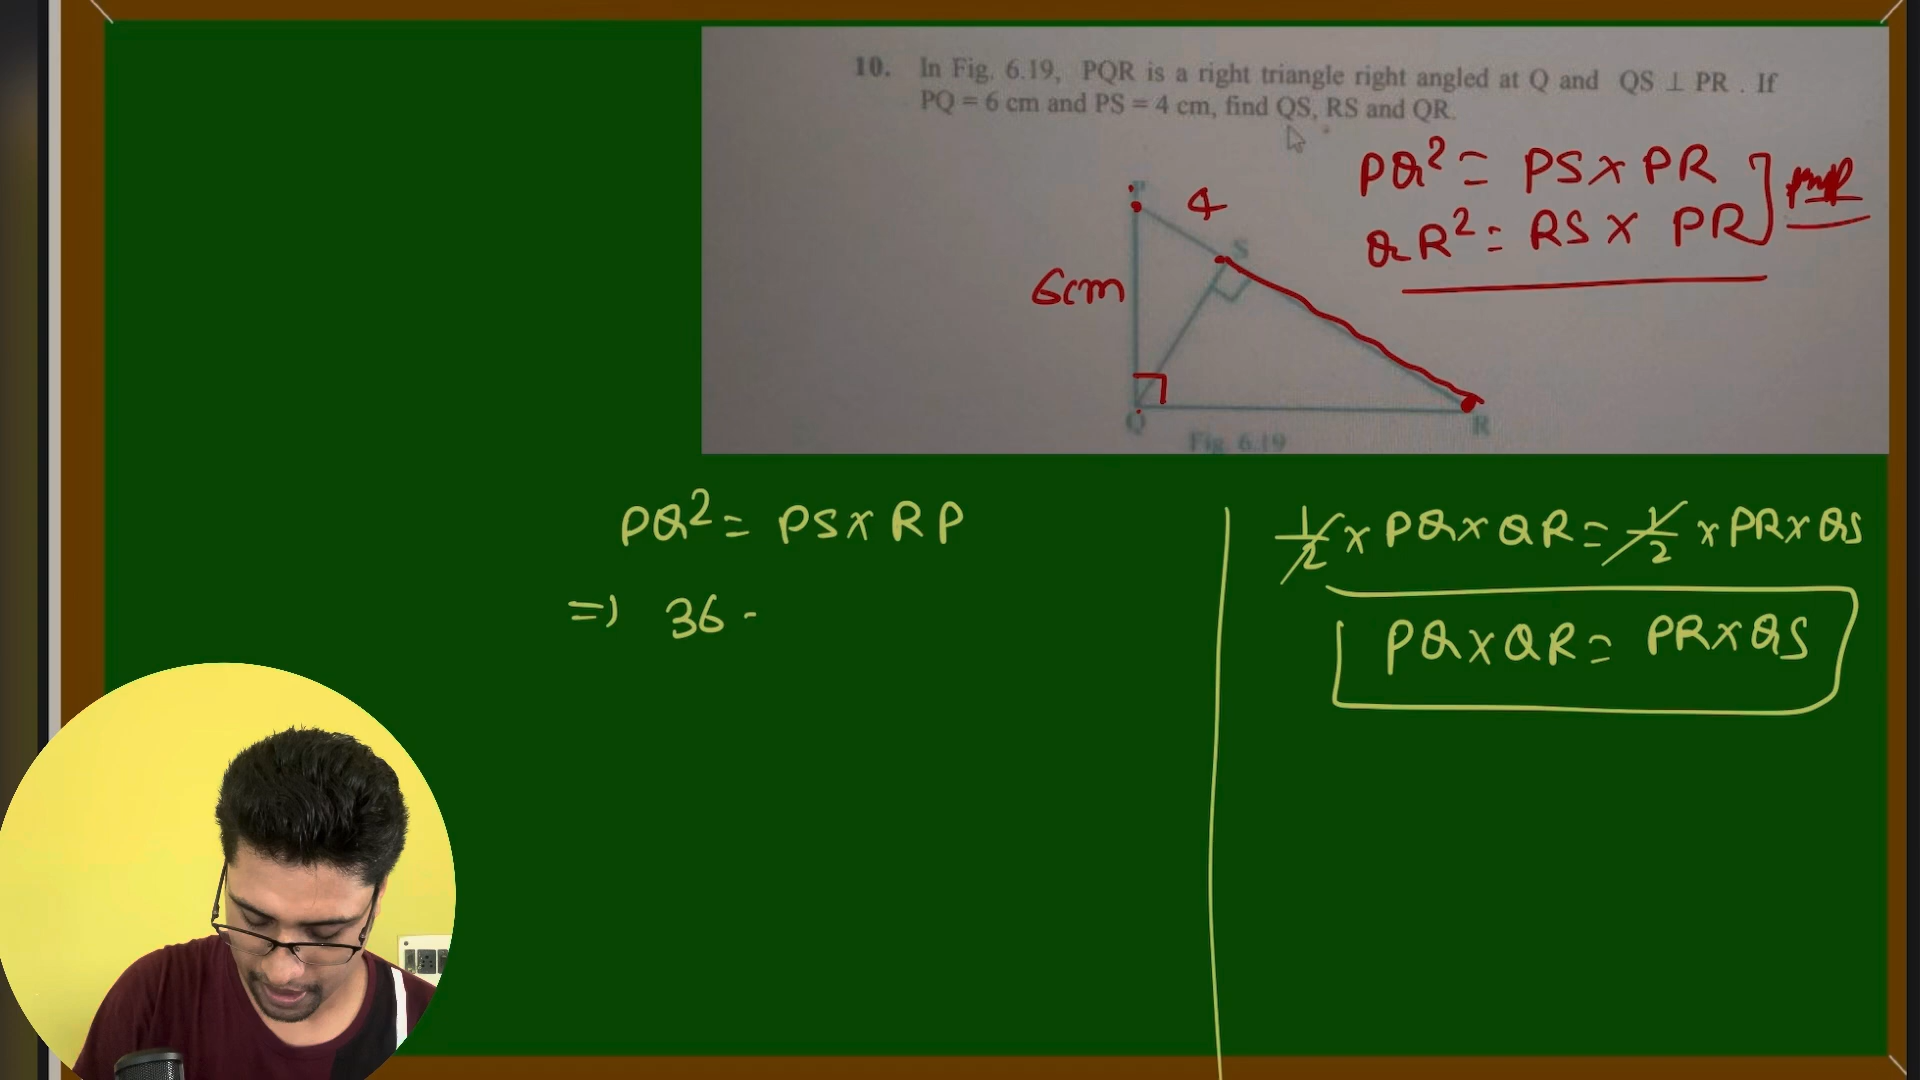 10. In Fig. 6.19, PQR is a right triangle right angled at Q and QS ⊥ PR . If
PQ = 6 cm and PS = 4 cm, find QS, RS and QR.
PQ² = PS × PR
QR² = RS × PR
P
4
S
6cm
Q
R
Fig. 6.19
PQ² = PS × RP
⇒ 36 -
1/2 × PQ × QR = 1/2 × PR × QS
PQ × QR = PR × QS